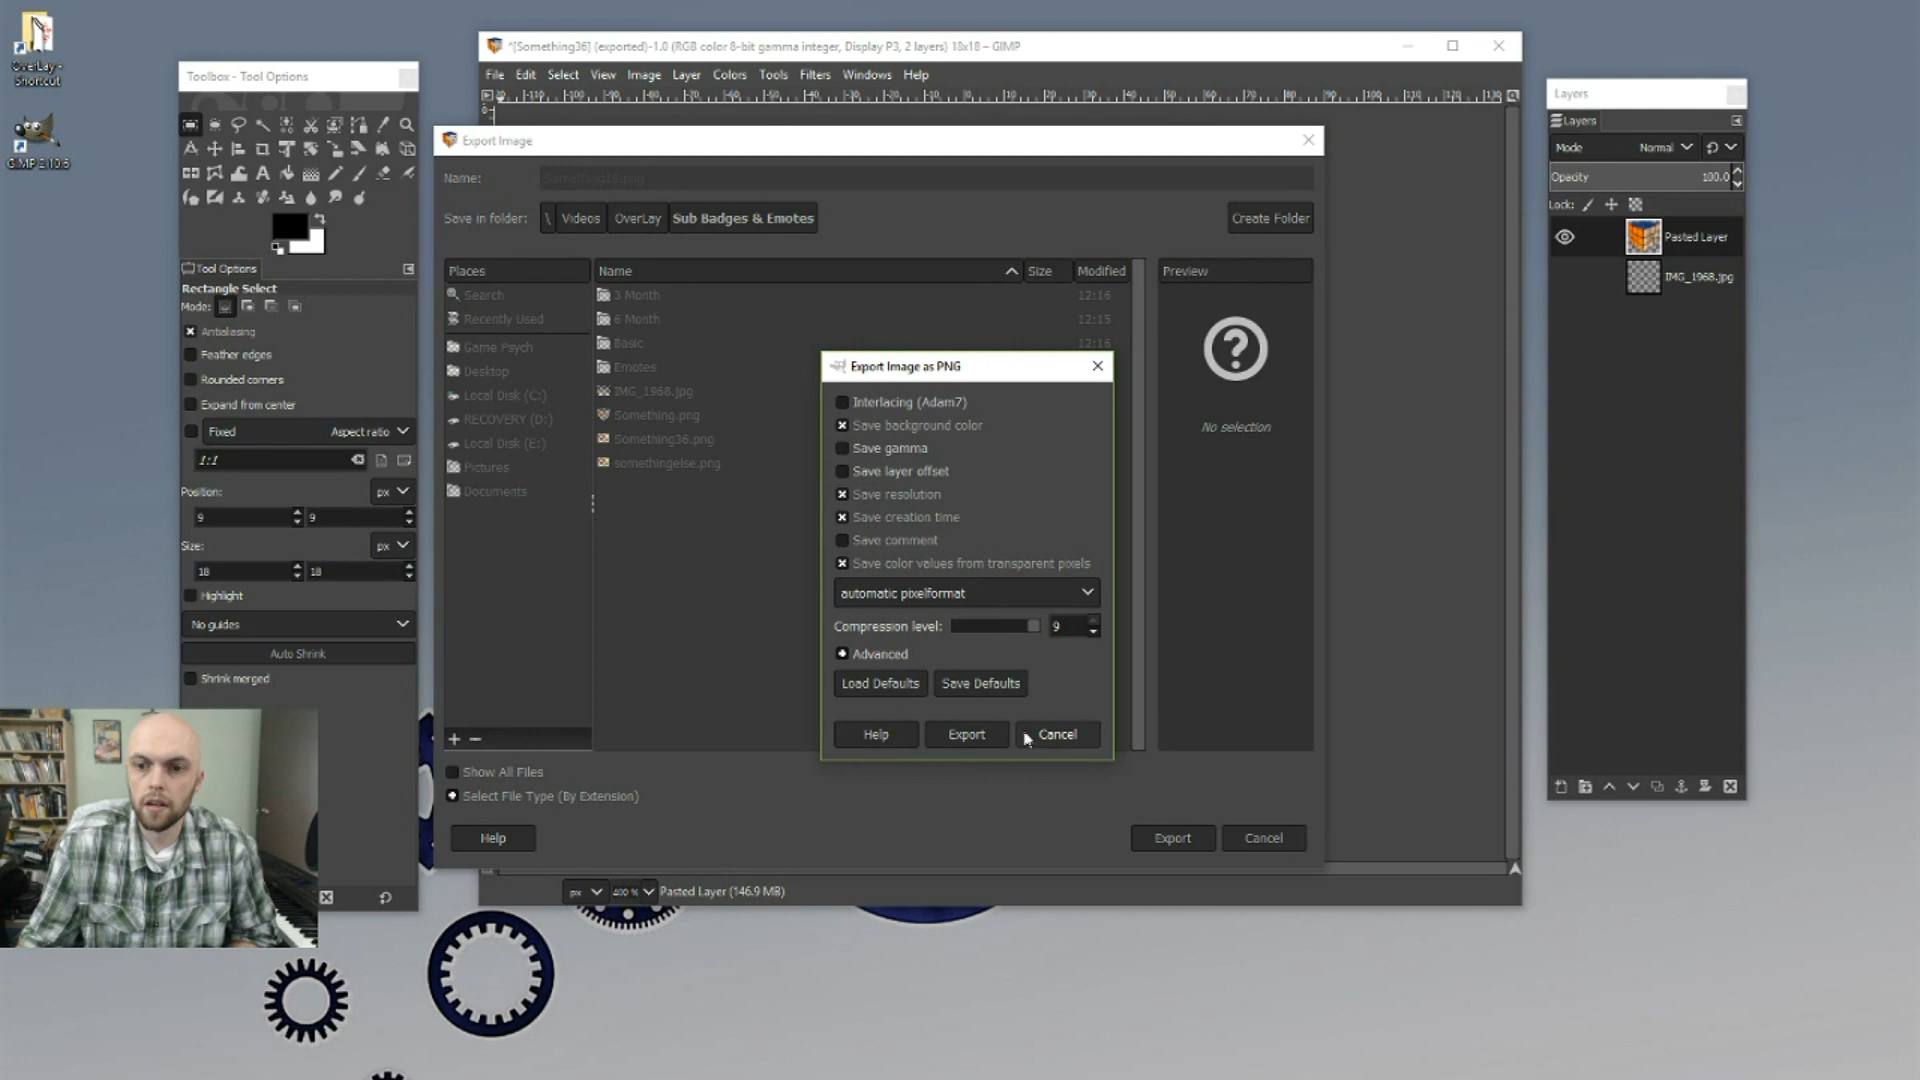 OverLay - Shortcut
GIMP 2.10.6
Toolbox - Tool Options
Tool Options
Rectangle Select
Mode:
Antialiasing
Feather edges
Rounded corners
Expand from center
Fixed Aspect ratio
1:1
Position: px
9 9
Size: px
18 18
Highlight
No guides
Auto Shrink
Shrink merged
*[Something36] (exported)-1.0 (RGB color 8-bit gamma integer, Display P3, 2 layers) 18x18 – GIMP
File Edit Select View Image Layer Colors Tools Filters Windows Help
Export Image
Name: Something18.png
Save in folder: \ Videos OverLay Sub Badges & Emotes Create Folder
Places
Search
Recently Used
Game Psych
Desktop
Local Disk (C:)
RECOVERY (D:)
Local Disk (E:)
Pictures
Documents
Name Size Modified
3 Month 12:16
6 Month 12:15
Basic 12:16
Emotes
IMG_1968.jpg
Something.png
Something36.png
somethingelse.png
Preview
No selection
Export Image as PNG
Interlacing (Adam7)
Save background color
Save gamma
Save layer offset
Save resolution
Save creation time
Save comment
Save color values from transparent pixels
automatic pixelformat
Compression level: 9
Advanced
Load Defaults Save Defaults
Help Export Cancel
Show All Files
Select File Type (By Extension)
Help Export Cancel
px 400 % Pasted Layer (146.9 MB)
Layers
Layers
Mode Normal
Opacity 100.0
Lock:
Pasted Layer
IMG_1968.jpg